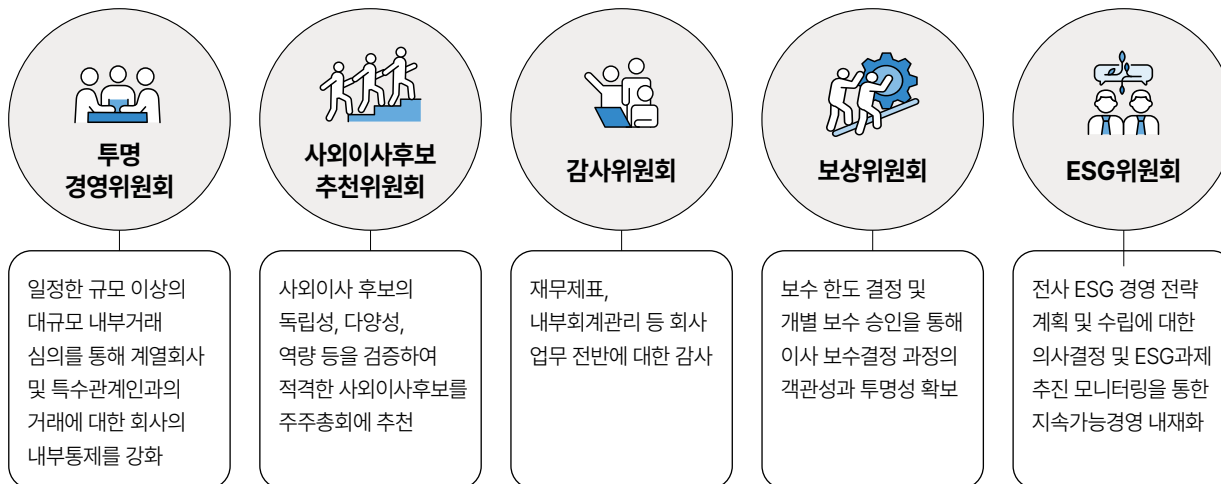 투명
경영위원회
사외이사후보
추천위원회
감사위원회
보상위원회
ESG위원회
일정한 규모 이상의
대규모 내부거래
심의를 통해 계열회사
및 특수관계인과의
거래에 대한 회사의
내부통제를 강화
사외이사 후보의
독립성, 다양성,
역량 등을 검증하여
적격한 사외이사후보를
주주총회에 추천
재무제표,
내부회계관리 등 회사
업무 전반에 대한 감사
보수 한도 결정 및
개별 보수 승인을 통해
이사 보수결정 과정의
객관성과 투명성 확보
전사 ESG 경영 전략
계획 및 수립에 대한
의사결정 및 ESG과제
추진 모니터링을 통한
지속가능경영 내재화